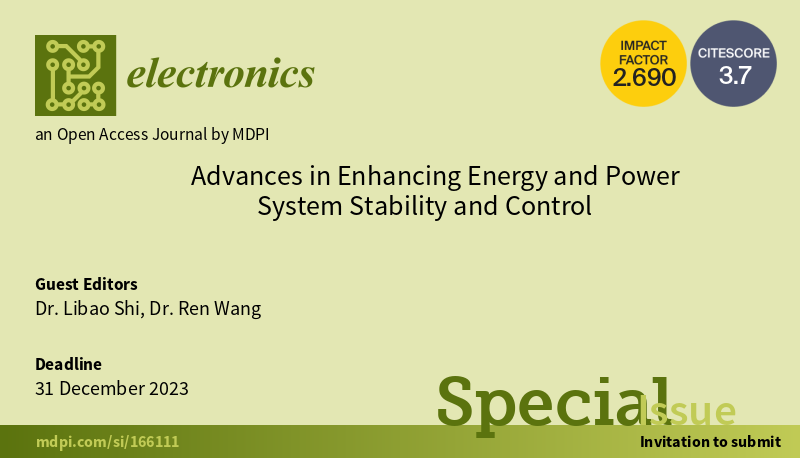 electronics
IMPACT
FACTOR
2.690
CITESCORE
3.7
an Open Access Journal by MDPI
Advances in Enhancing Energy and Power
System Stability and Control
Guest Editors
Dr. Libao Shi, Dr. Ren Wang
Deadline
31 December 2023
Special Issue
mdpi.com/si/166111
Invitation to submit